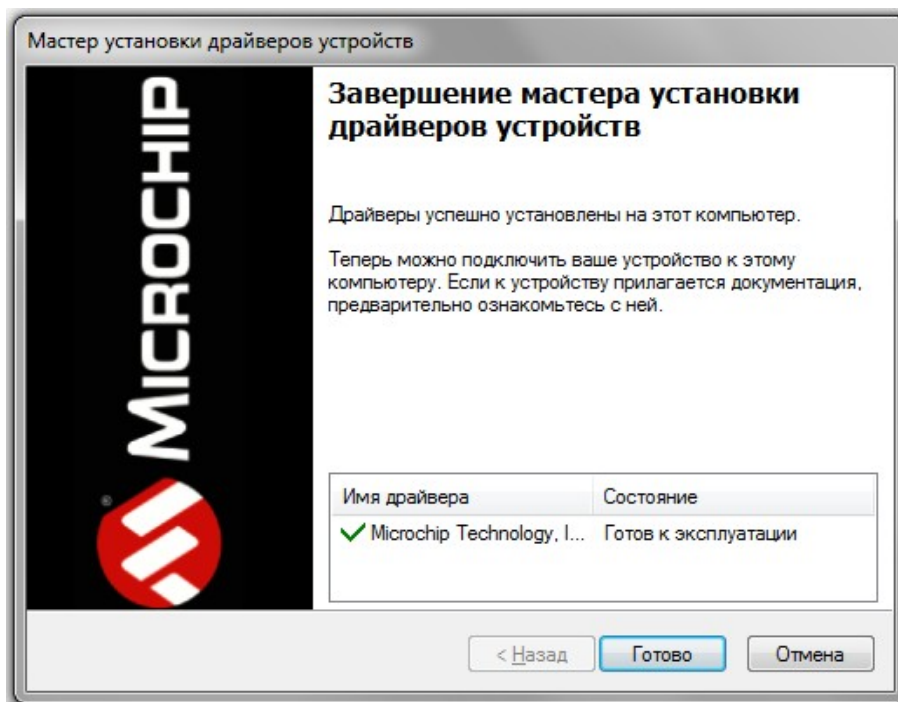 Мастер установки драйверов устройств
MICROCHIP
®
Завершение мастера установки
драйверов устройств
Драйверы успешно установлены на этот компьютер.
Теперь можно подключить ваше устройство к этому
компьютеру. Если к устройству прилагается документация,
предварительно ознакомьтесь с ней.
Имя драйвера Состояние
Microchip Technology, I... Готов к эксплуатации
< Назад Готово Отмена